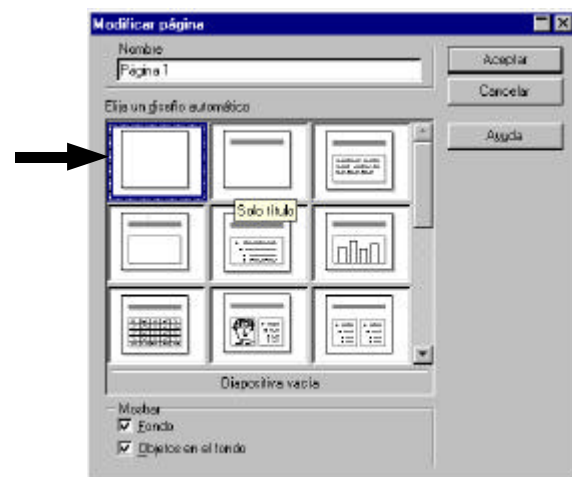 Modificar página
Nombre
Página 1
Aceptar
Cancelar
Ayuda
Elija un diseño automático
Solo título
Diapositiva vacía
Mostrar
Fondo
Objetos en el fondo